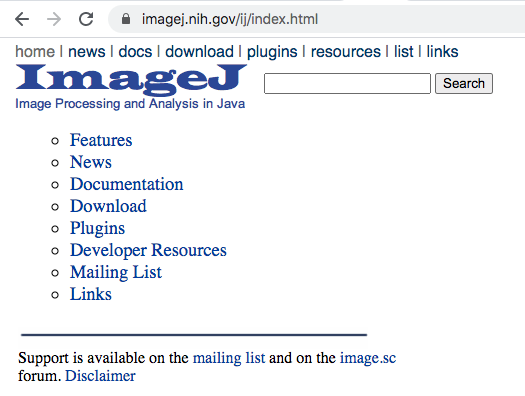 imagej.nih.gov/ij/index.html
home | news | docs | download | plugins | resources | list | links
ImageJ
Search
Image Processing and Analysis in Java
Features
News
Documentation
Download
Plugins
Developer Resources
Mailing List
Links
Support is available on the mailing list and on the image.sc
forum. Disclaimer